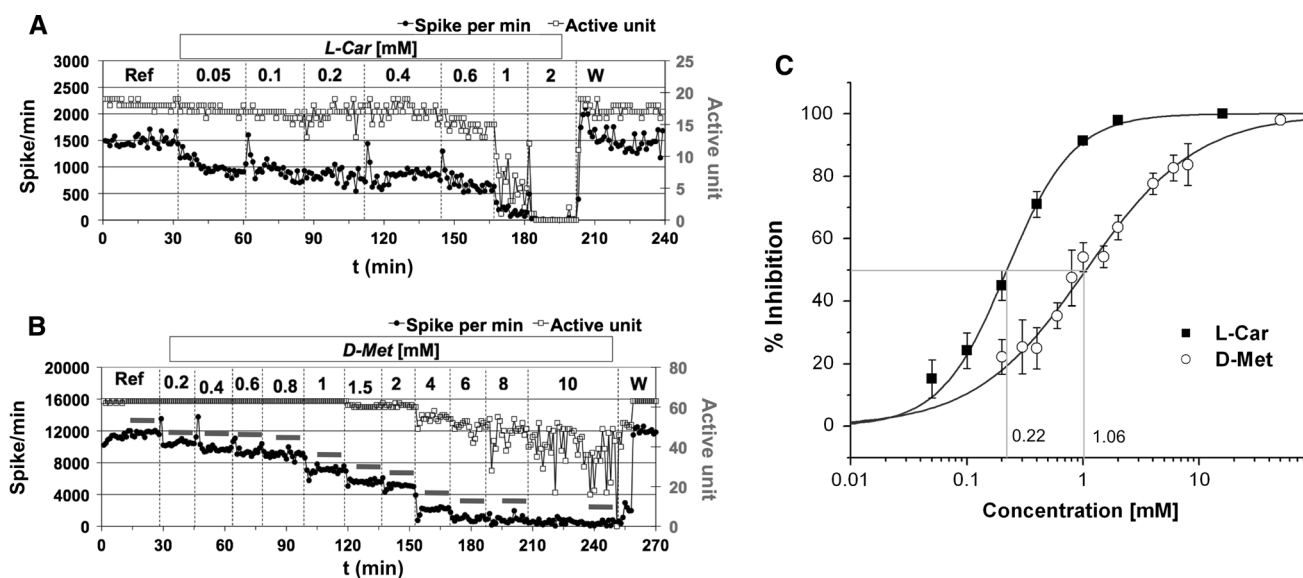 A
Spike per min Active unit
L-Car [mM]
Ref 0.05 0.1 0.2 0.4 0.6 1 2 W
3000
2500
2000
1500
1000
500
0
25
20
15
10
5
0
Spike/min
Active unit
0 30 60 90 120 150 180 210 240
t (min)
B
Spike per min Active unit
D-Met [mM]
Ref 0.2 0.4 0.6 0.8 1 1.5 2 4 6 8 10 W
20000
16000
12000
8000
4000
0
80
60
40
20
0
Spike/min
Active unit
0 30 60 90 120 150 180 210 240 270
t (min)
C
100
80
60
40
20
0
% Inhibition
L-Car
D-Met
0.22 1.06
0.01 0.1 1 10
Concentration [mM]